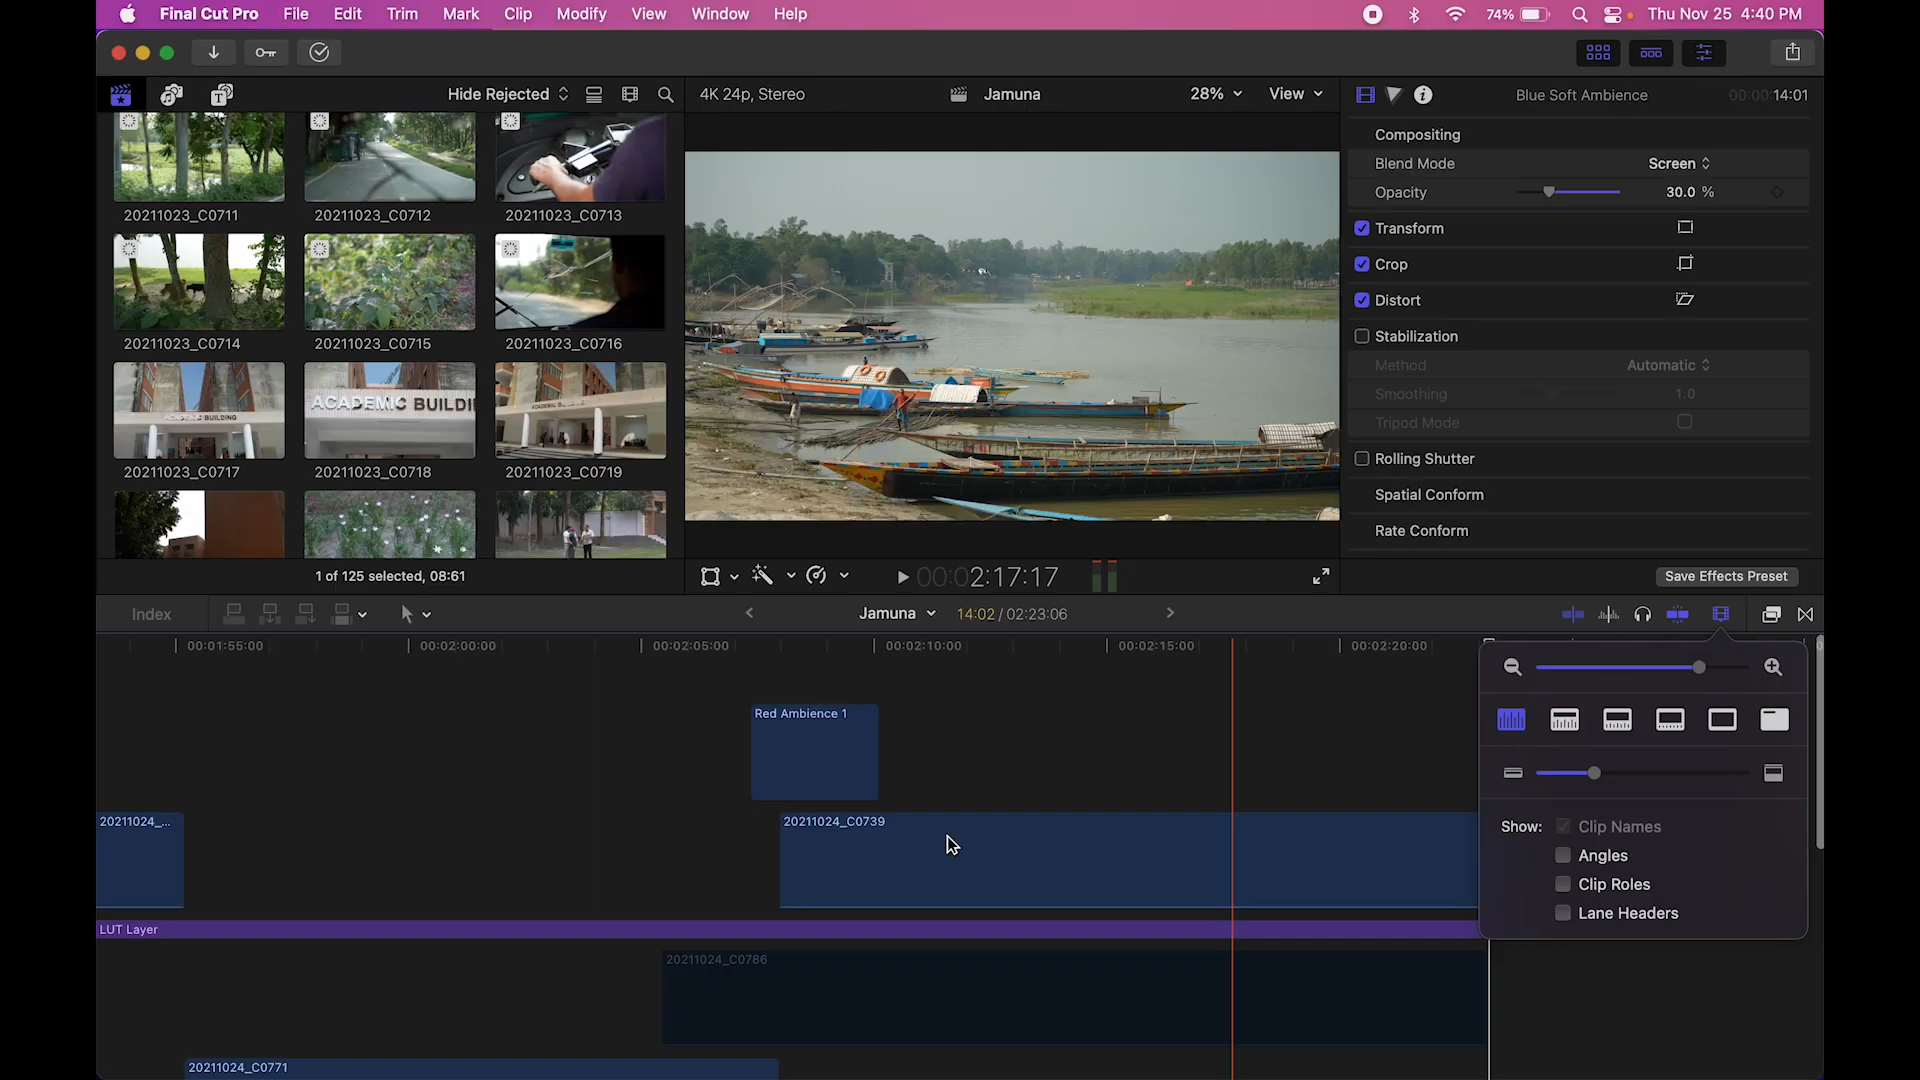 Final Cut Pro File Edit Trim Mark Clip Modify View Window Help 74% Thu Nov 25 4:40 PM
Hide Rejected 4K 24p, Stereo Jamuna 28% View Blue Soft Ambience 00:00:14:01
20211023_C0711 20211023_C0712 20211023_C0713
20211023_C0714 20211023_C0715 20211023_C0716
ACADEMIC BUILDING ACADEMIC BUILDI
20211023_C0717 20211023_C0718 20211023_C0719
1 of 125 selected, 08:61
00:02:17:17
Compositing
Blend Mode Screen
Opacity 30.0 %
Transform
Crop
Distort
Stabilization
Method Automatic
Smoothing 1.0
Tripod Mode
Rolling Shutter
Spatial Conform
Rate Conform
Save Effects Preset
Index Jamuna 14:02 / 02:23:06
00:01:55:00 00:02:00:00 00:02:05:00 00:02:10:00 00:02:15:00 00:02:20:00
Red Ambience 1
20211024_... 20211024_C0739
LUT Layer
20211024_C0786
20211024_C0771
Show: Clip Names
Angles
Clip Roles
Lane Headers